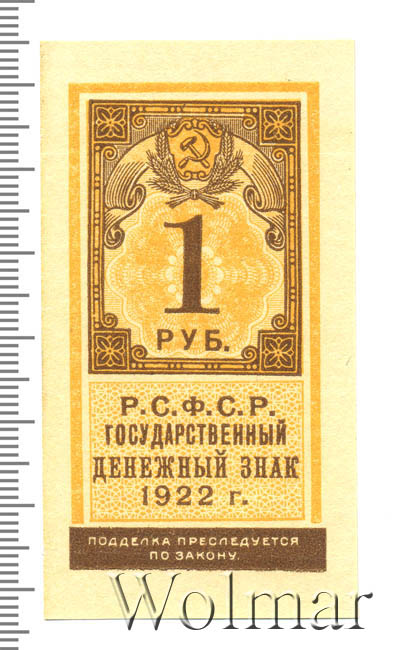 1
РУБ.
Р.С.Ф.С.Р.
ГОСУДАРСТВЕННЫЙ
ДЕНЕЖНЫЙ ЗНАК
1922 г.
ПОДДЕЛКА ПРЕСЛЕДУЕТСЯ
ПО ЗАКОНУ.
Wolmar